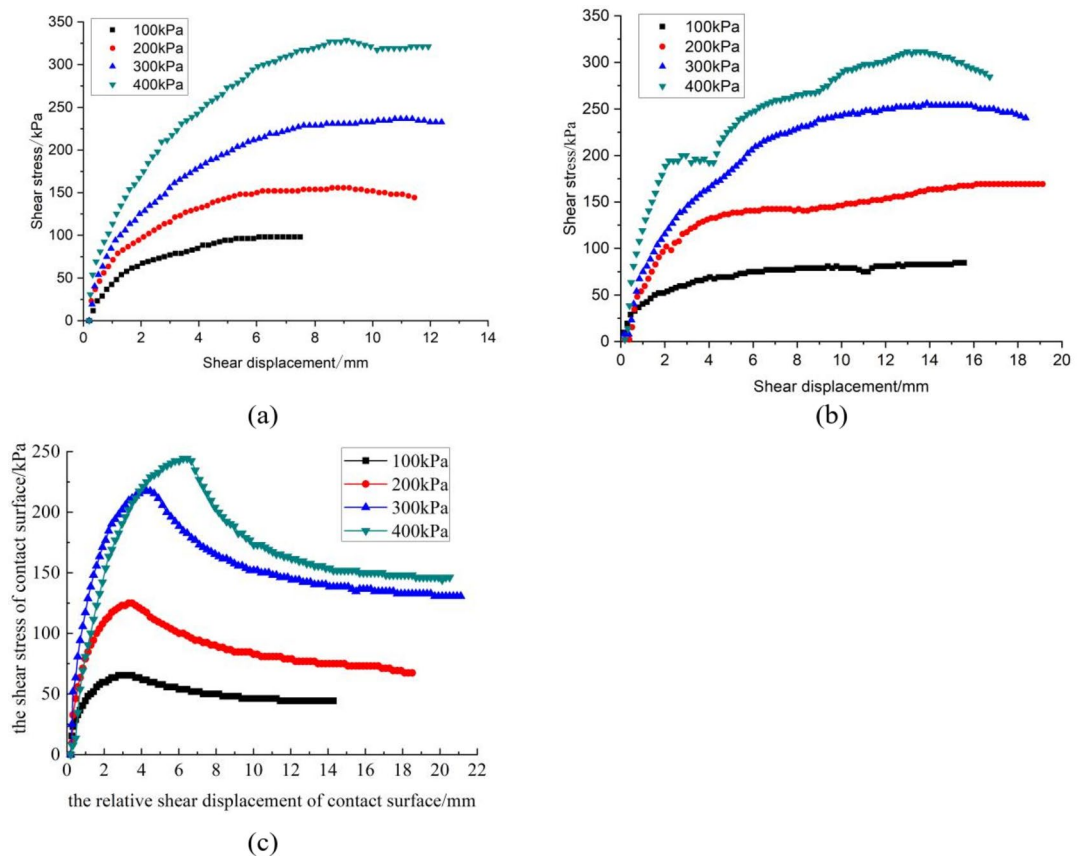 350
300
250
200
150
100
50
0
Shear stress/kPa
100kPa
200kPa
300kPa
400kPa
0 2 4 6 8 10 12 14
Shear displacement/mm
(a)
350
300
250
200
150
100
50
0
Shear stress/kPa
100kPa
200kPa
300kPa
400kPa
0 2 4 6 8 10 12 14 16 18 20
Shear displacement/mm
(b)
250
200
150
100
50
0
the shear stress of contact surface/kPa
100kPa
200kPa
300kPa
400kPa
0 2 4 6 8 10 12 14 16 18 20 22
the relative shear displacement of contact surface/mm
(c)